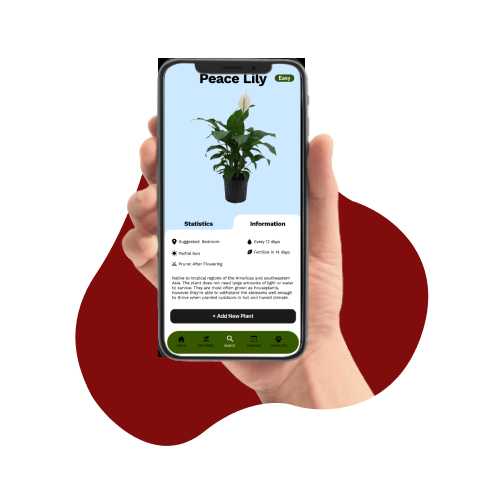 Peace Lily
Easy
Statistics
Information
Suggested: Bedroom
Every 12 days
Partial Sun
Fertilize in 14 days
Prune: After Flowering
Native to tropical regions of the Americas and southeastern
Asia. The plant does not need large amounts of light or water
to survive. They are most often grown as houseplants,
however they're able to withstand the elements well enough
to thrive when planted outdoors in hot and humid climate.
+ Add New Plant
Home
My Plants
Search